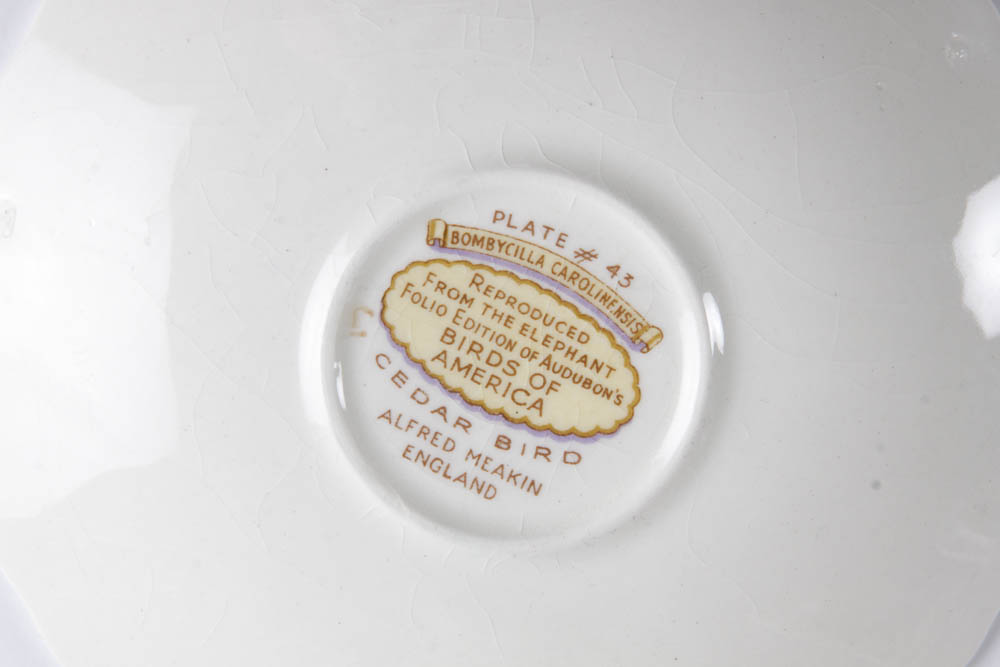 PLATE # 43
BOMBYCILLA CAROLINENSIS
REPRODUCED
FROM THE ELEPHANT
FOLIO EDITION OF AUDUBON'S
BIRDS OF
AMERICA
CEDAR BIRD
ALFRED MEAKIN
ENGLAND